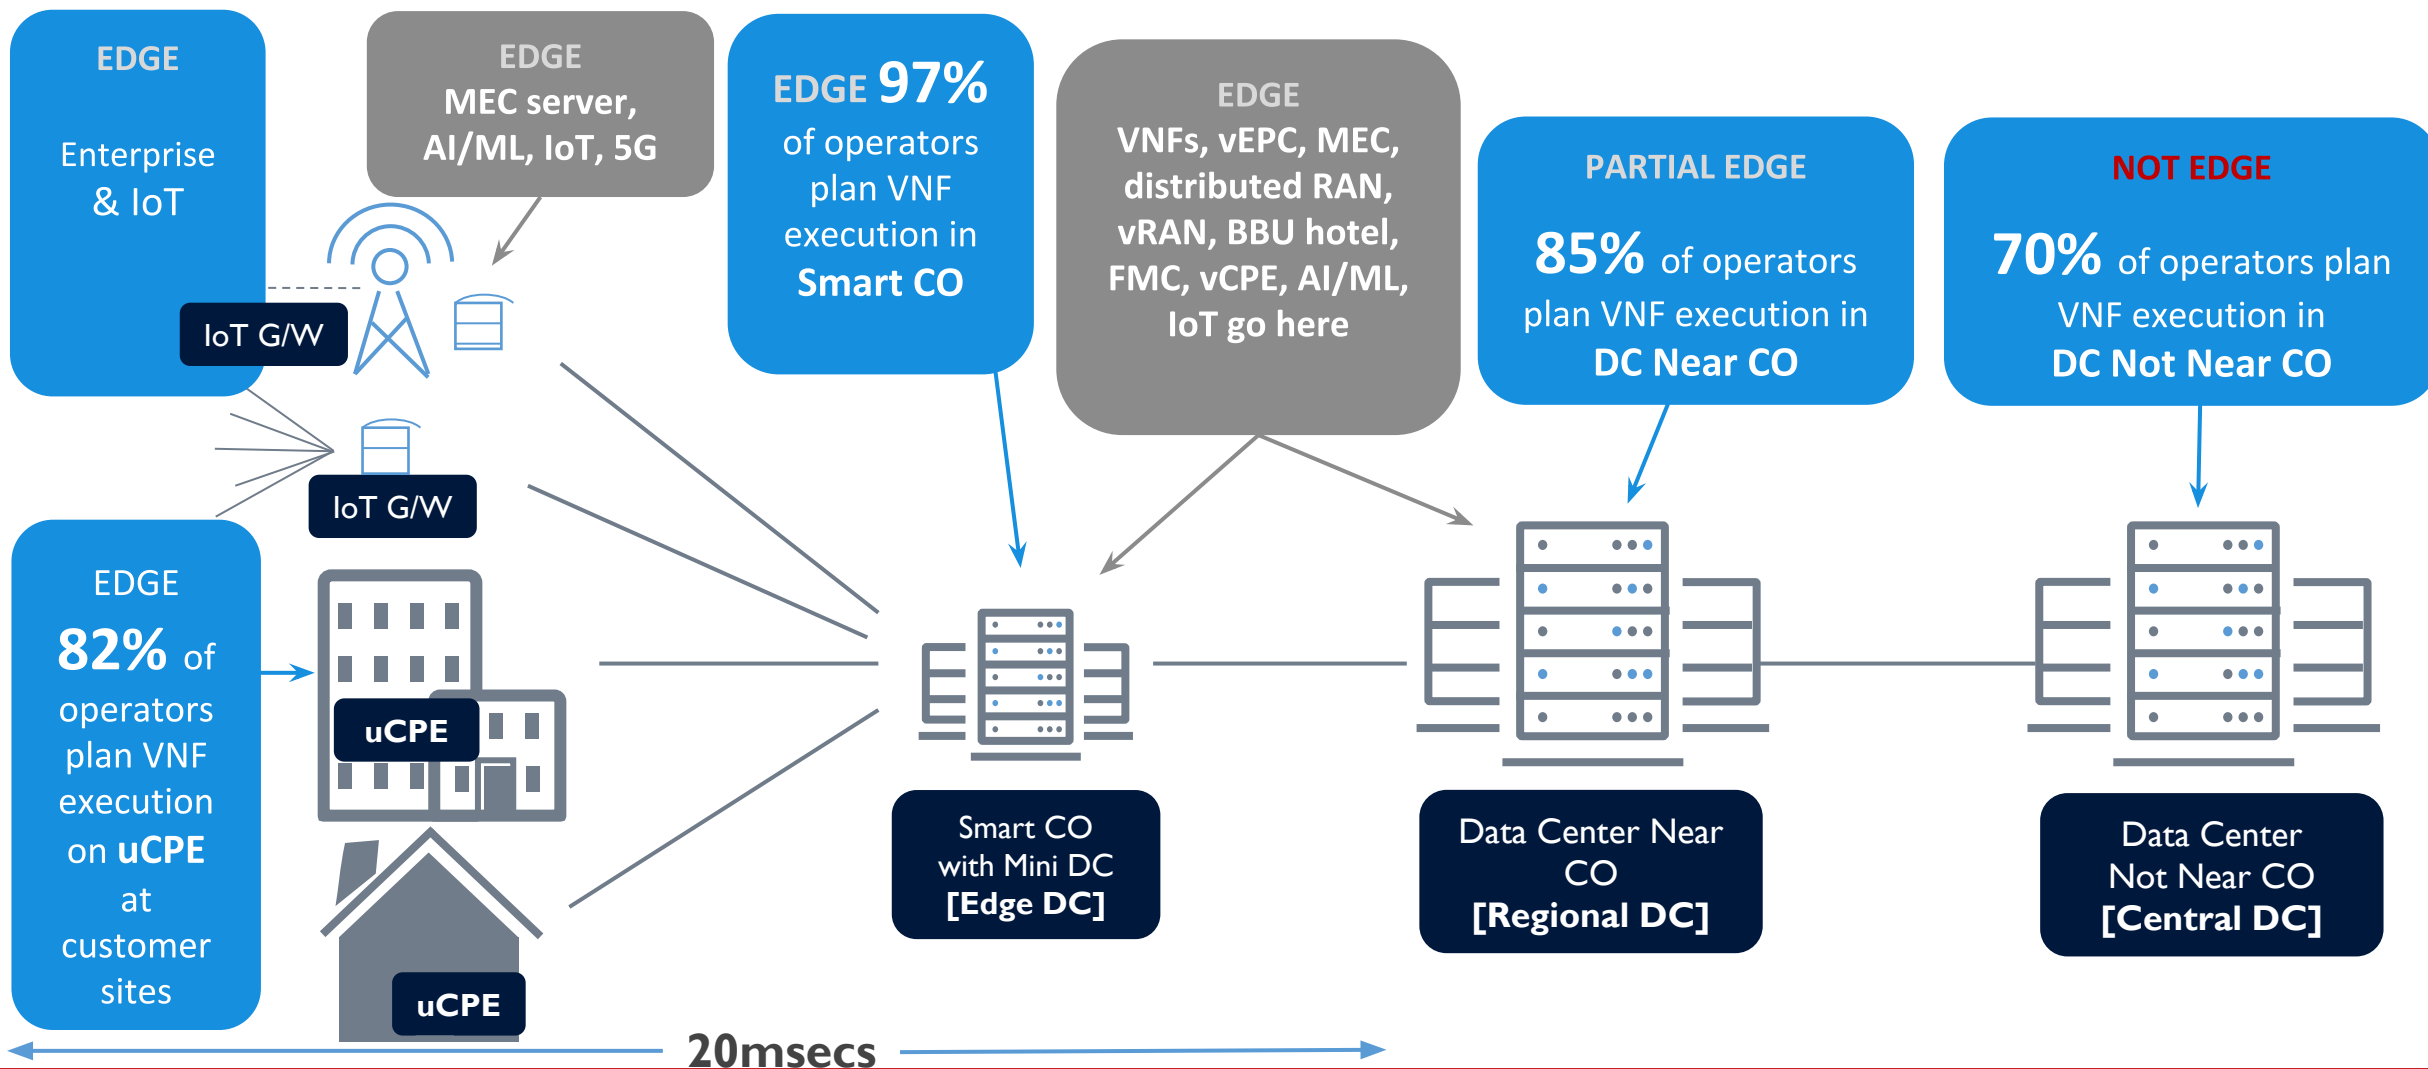 EDGE
Enterprise
& IoT
EDGE
MEC server,
AI/ML, IoT, 5G
EDGE 97%
of operators
plan VNF
execution in
Smart CO
EDGE
VNFs, vEPC, MEC,
distributed RAN,
vRAN, BBU hotel,
FMC, vCPE, AI/ML,
IoT go here
PARTIAL EDGE
85% of operators
plan VNF execution in
DC Near CO
NOT EDGE
70% of operators plan
VNF execution in
DC Not Near CO
IoT G/W
IoT G/W
EDGE
82% of
operators
plan VNF
execution
on uCPE
at
customer
sites
uCPE
uCPE
Smart CO
with Mini DC
[Edge DC]
Data Center Near
CO
[Regional DC]
Data Center
Not Near CO
[Central DC]
20msecs